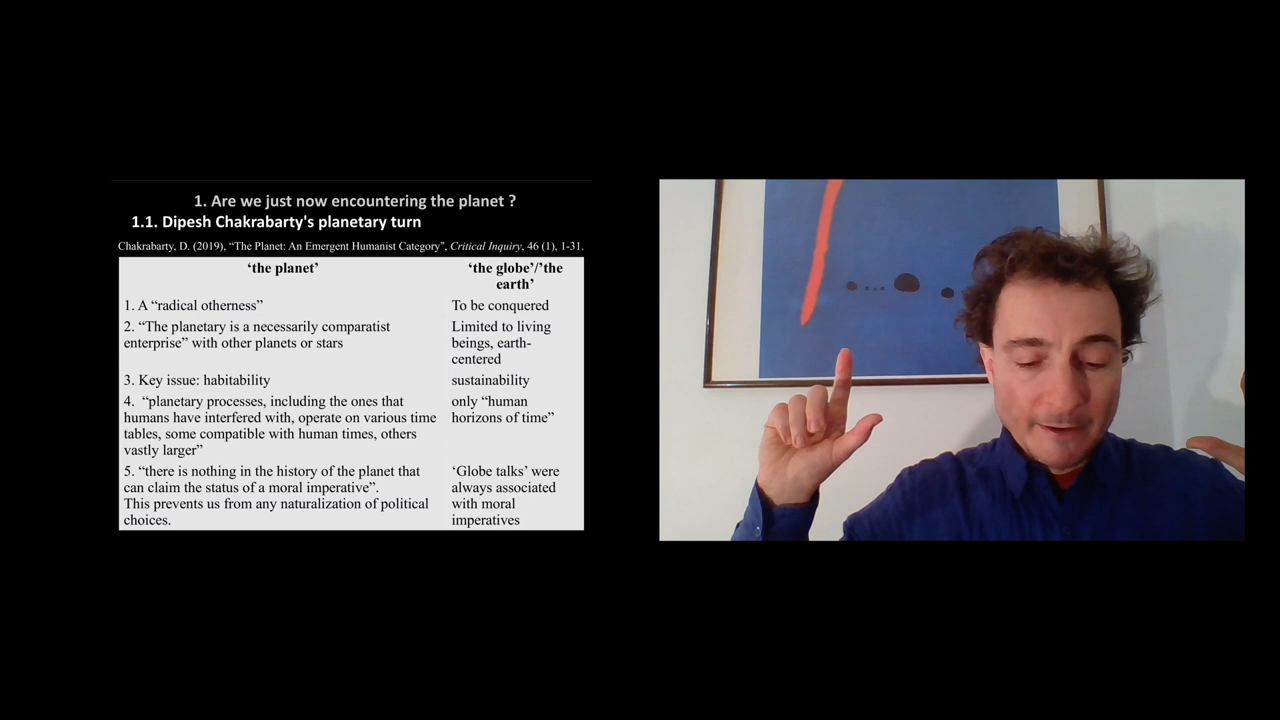 1. Are we just now encountering the planet ?
1.1. Dipesh Chakrabarty's planetary turn
Chakrabarty, D. (2019), “The Planet: An Emergent Humanist Category", Critical Inquiry, 46 (1), 1-31.
‘the planet’
‘the globe’/’the
earth’
1. A “radical otherness”
To be conquered
2. “The planetary is a necessarily comparatist
enterprise” with other planets or stars
Limited to living
beings, earth-
centered
3. Key issue: habitability
sustainability
4. “planetary processes, including the ones that
humans have interfered with, operate on various time
tables, some compatible with human times, others
vastly larger”
only “human
horizons of time”
5. “there is nothing in the history of the planet that
can claim the status of a moral imperative”.
This prevents us from any naturalization of political
choices.
‘Globe talks’ were
always associated
with moral
imperatives